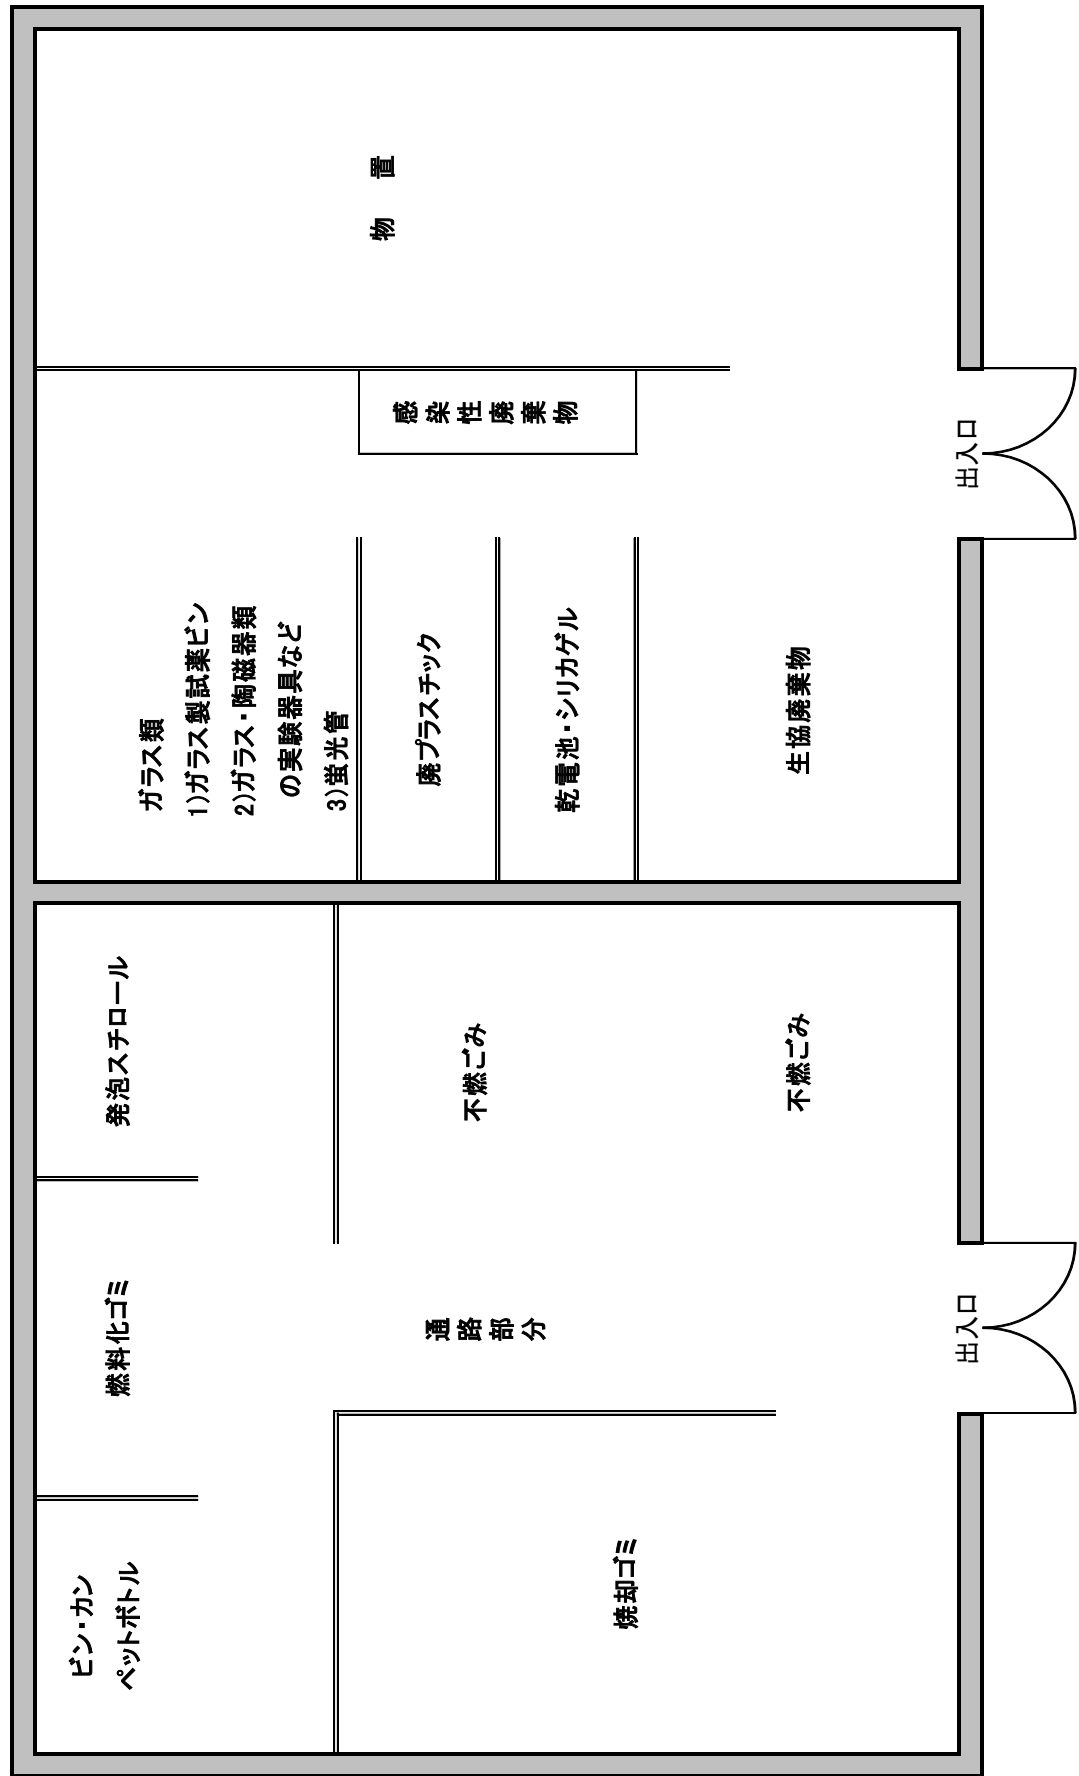 ビン・カン
ペットボトル
燃料化ゴミ
発泡スチロール
焼却ゴミ
通路部分
不燃ごみ
不燃ごみ
出入口
ガラス類
1)ガラス製試薬ビン
2)ガラス・陶磁器類
の実験器具など
3)蛍光管
廃プラスチック
乾電池・シリカゲル
生協廃棄物
感染性廃棄物
物置
出入口